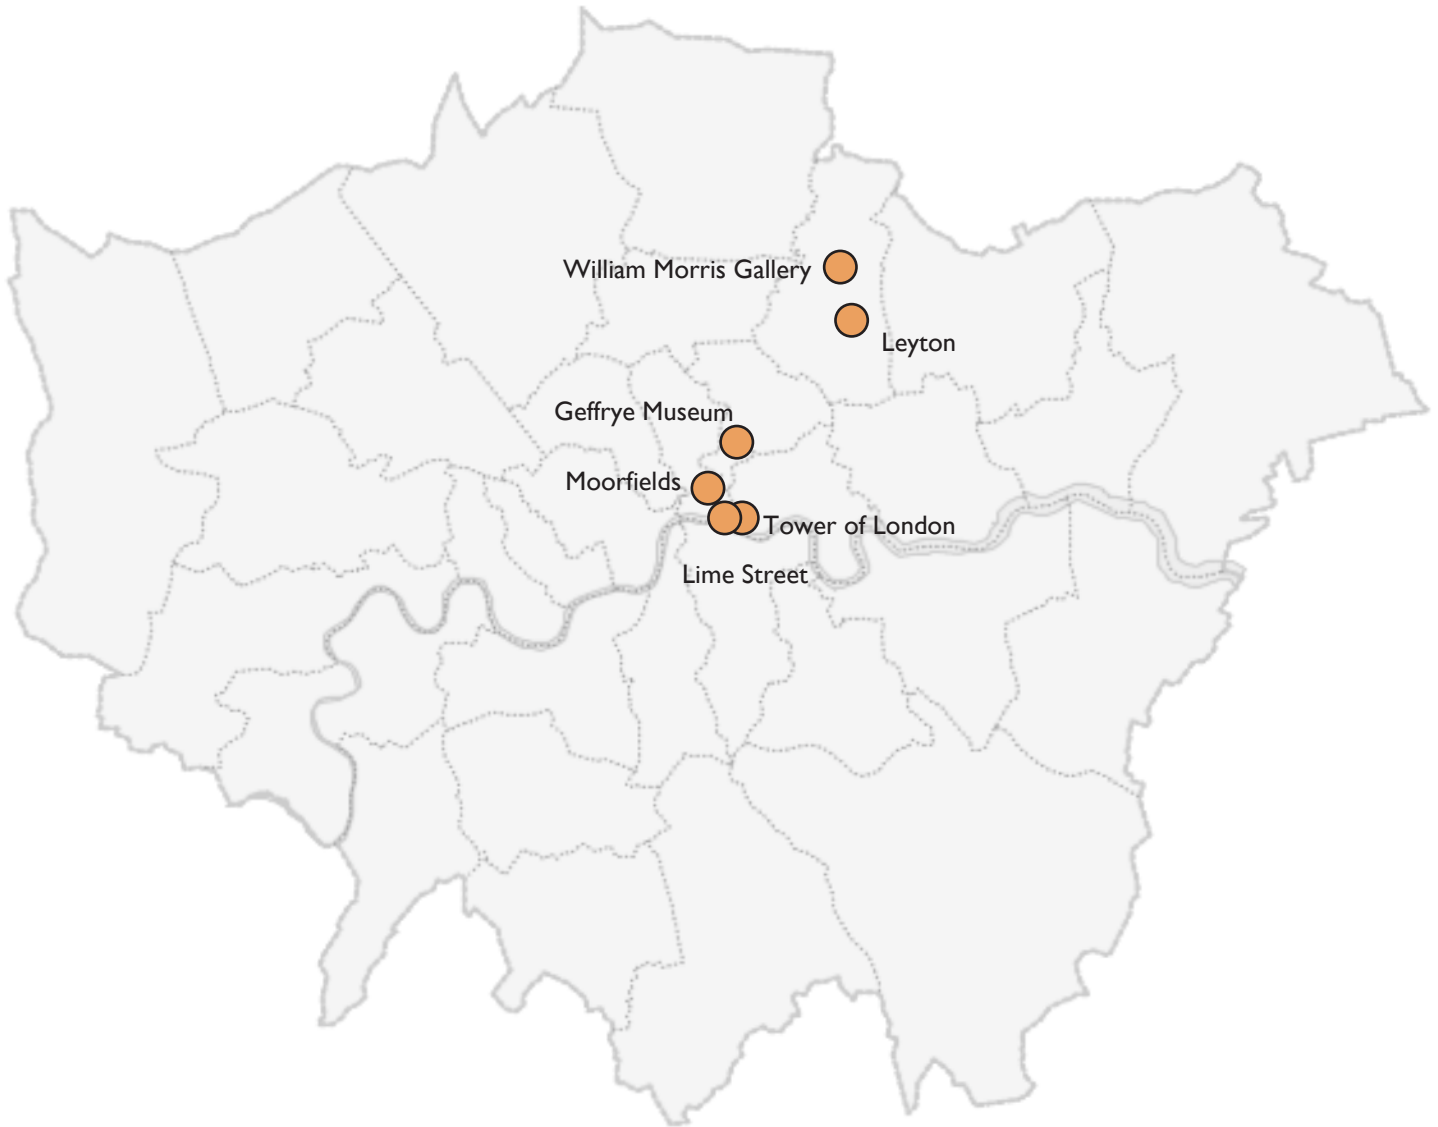 William Morris Gallery
Leyton
Geffrye Museum
Moorfields
Tower of London
Lime Street